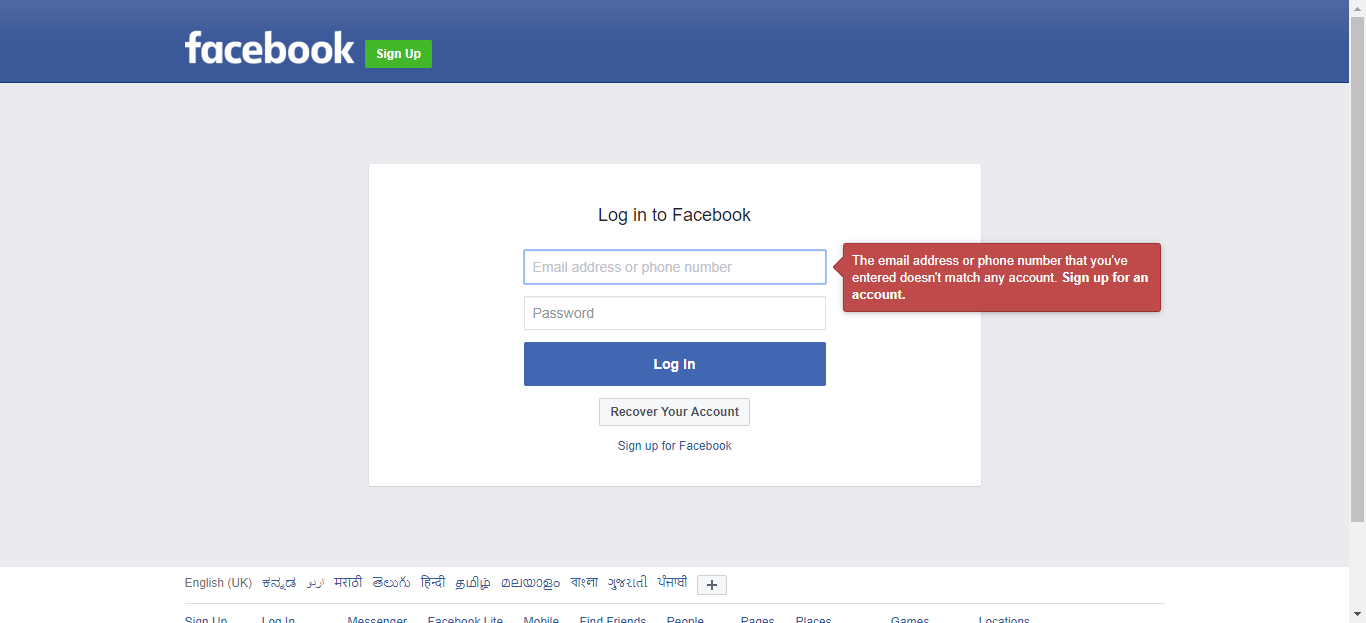 facebook Sign Up
Log in to Facebook
Email address or phone number
The email address or phone number that you've
entered doesn't match any account. Sign up for an
account.
Password
Log In
Recover Your Account
Sign up for Facebook
English (UK) ಕನ್ನಡ اردو मराठी తెలుగు हिन्दी தமிழ் മലയാളം বাংলা ગુજરાતી ਪੰਜਾਬੀ +
Sign Up Log In Messenger Facebook Lite Mobile Find Friends People Pages Places Games Locations